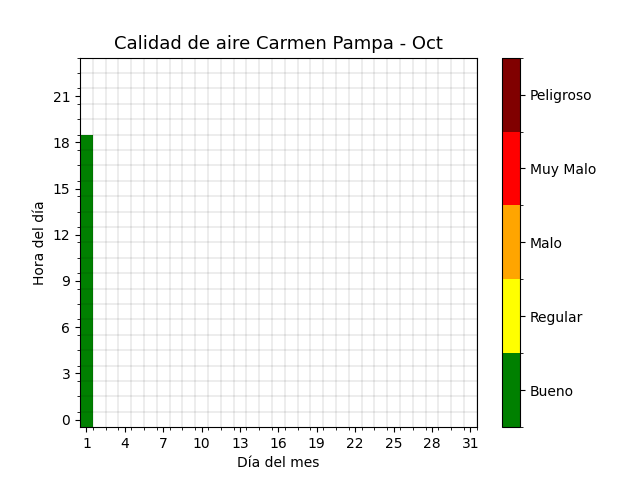 Calidad de aire Carmen Pampa - Oct
Hora del día
21
18
15
12
9
6
3
0
1 4 7 10 13 16 19 22 25 28 31
Día del mes
Peligroso
Muy Malo
Malo
Regular
Bueno